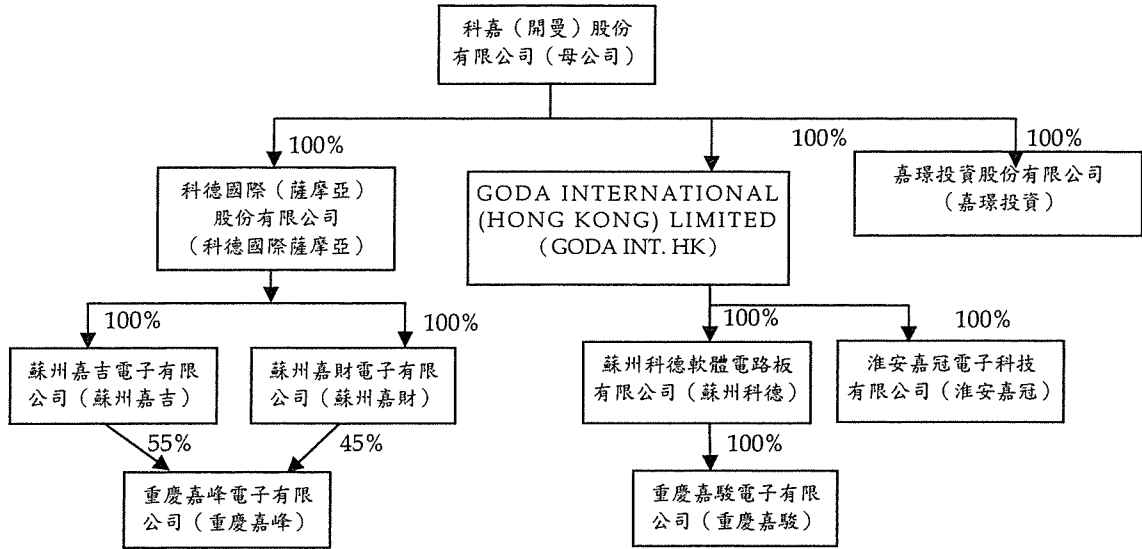 科嘉（開曼）股份
有限公司（母公司）
100%
100%
100%
科德國際（薩摩亞）
股份有限公司
（科德國際薩摩亞）
GODA INTERNATIONAL
(HONG KONG) LIMITED
（GODA INT. HK）
嘉璟投資股份有限公司
（嘉璟投資）
100%
100%
100%
100%
蘇州嘉吉電子有限
公司（蘇州嘉吉）
蘇州嘉財電子有限
公司（蘇州嘉財）
蘇州科德軟體電路板
有限公司（蘇州科德）
淮安嘉冠電子科技
有限公司（淮安嘉冠）
55%
45%
100%
重慶嘉峰電子有限
公司（重慶嘉峰）
重慶嘉駿電子有限
公司（重慶嘉駿）